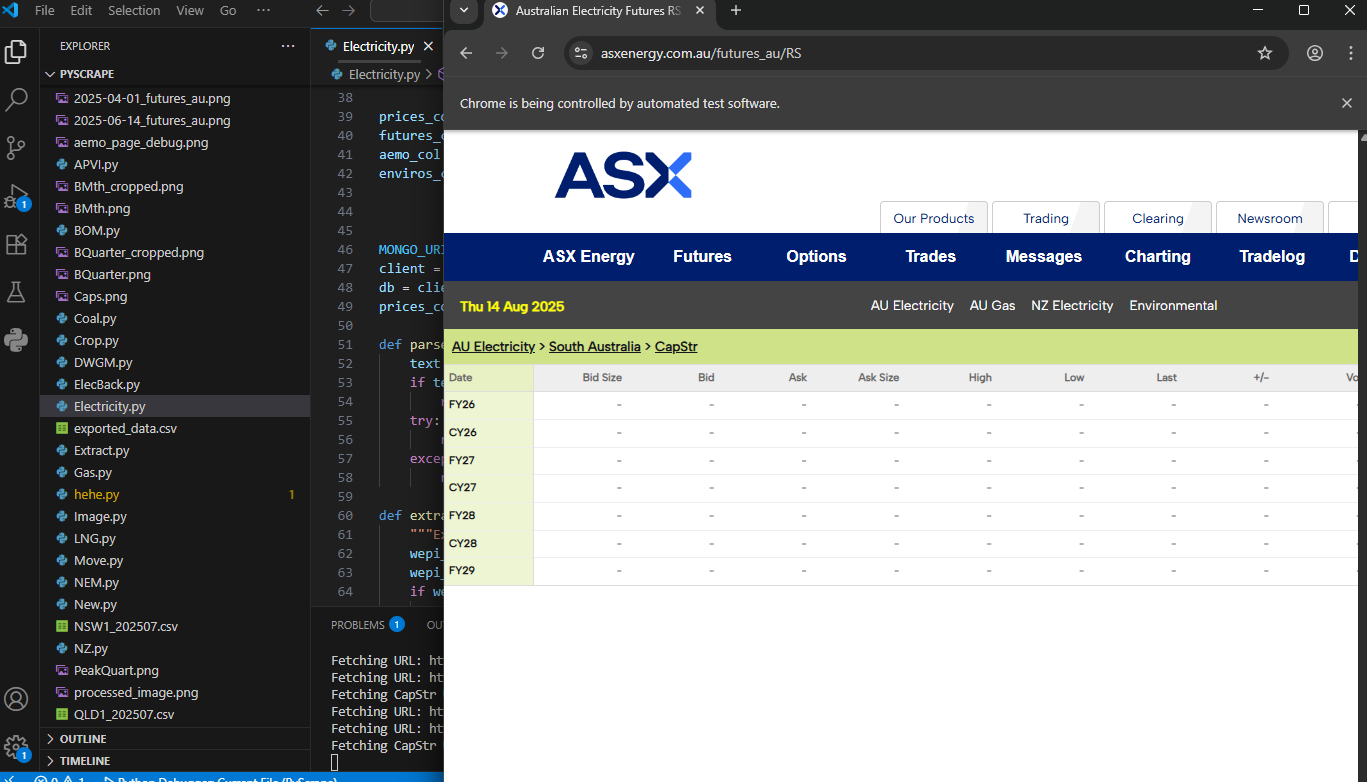 File Edit Selection View Go ···
EXPLORER ···
PYSCRAPE
2025-04-01_futures_au.png
2025-06-14_futures_au.png
aemo_page_debug.png
APVI.py
BMth_cropped.png
BMth.png
BOM.py
BQuarter_cropped.png
BQuarter.png
Caps.png
Coal.py
Crop.py
DWGM.py
ElecBack.py
Electricity.py
exported_data.csv
Extract.py
Gas.py
hehe.py 1
Image.py
LNG.py
Move.py
NEM.py
New.py
NSW1_202507.csv
NZ.py
PeakQuart.png
processed_image.png
QLD1_202507.csv
OUTLINE
TIMELINE
1
1
Electricity.py
Electricity.py >
38
39 prices_co
40 futures_
41 aemo_col
42 enviros_
43
44
45
46 MONGO_URI
47 client =
48 db = clie
49 prices_co
50
51 def parse
52 text
53 if te
54
55 try:
56
57 excep
58
59
60 def extra
61 """Ex
62 wepi_
63 wepi_
64 if we
PROBLEMS 1 OU
Fetching URL: ht
Fetching URL: ht
Fetching CapStr
Fetching URL: ht
Fetching URL: ht
Fetching CapStr
Australian Electricity Futures RS
asxenergy.com.au/futures_au/RS
Chrome is being controlled by automated test software.
ASX
Our Products Trading Clearing Newsroom
ASX Energy Futures Options Trades Messages Charting Tradelog D
Thu 14 Aug 2025 AU Electricity AU Gas NZ Electricity Environmental
AU Electricity > South Australia > CapStr
Date Bid Size Bid Ask Ask Size High Low Last +/- Vo
FY26 - - - - - - - -
CY26 - - - - - - - -
FY27 - - - - - - - -
CY27 - - - - - - - -
FY28 - - - - - - - -
CY28 - - - - - - - -
FY29 - - - - - - - -